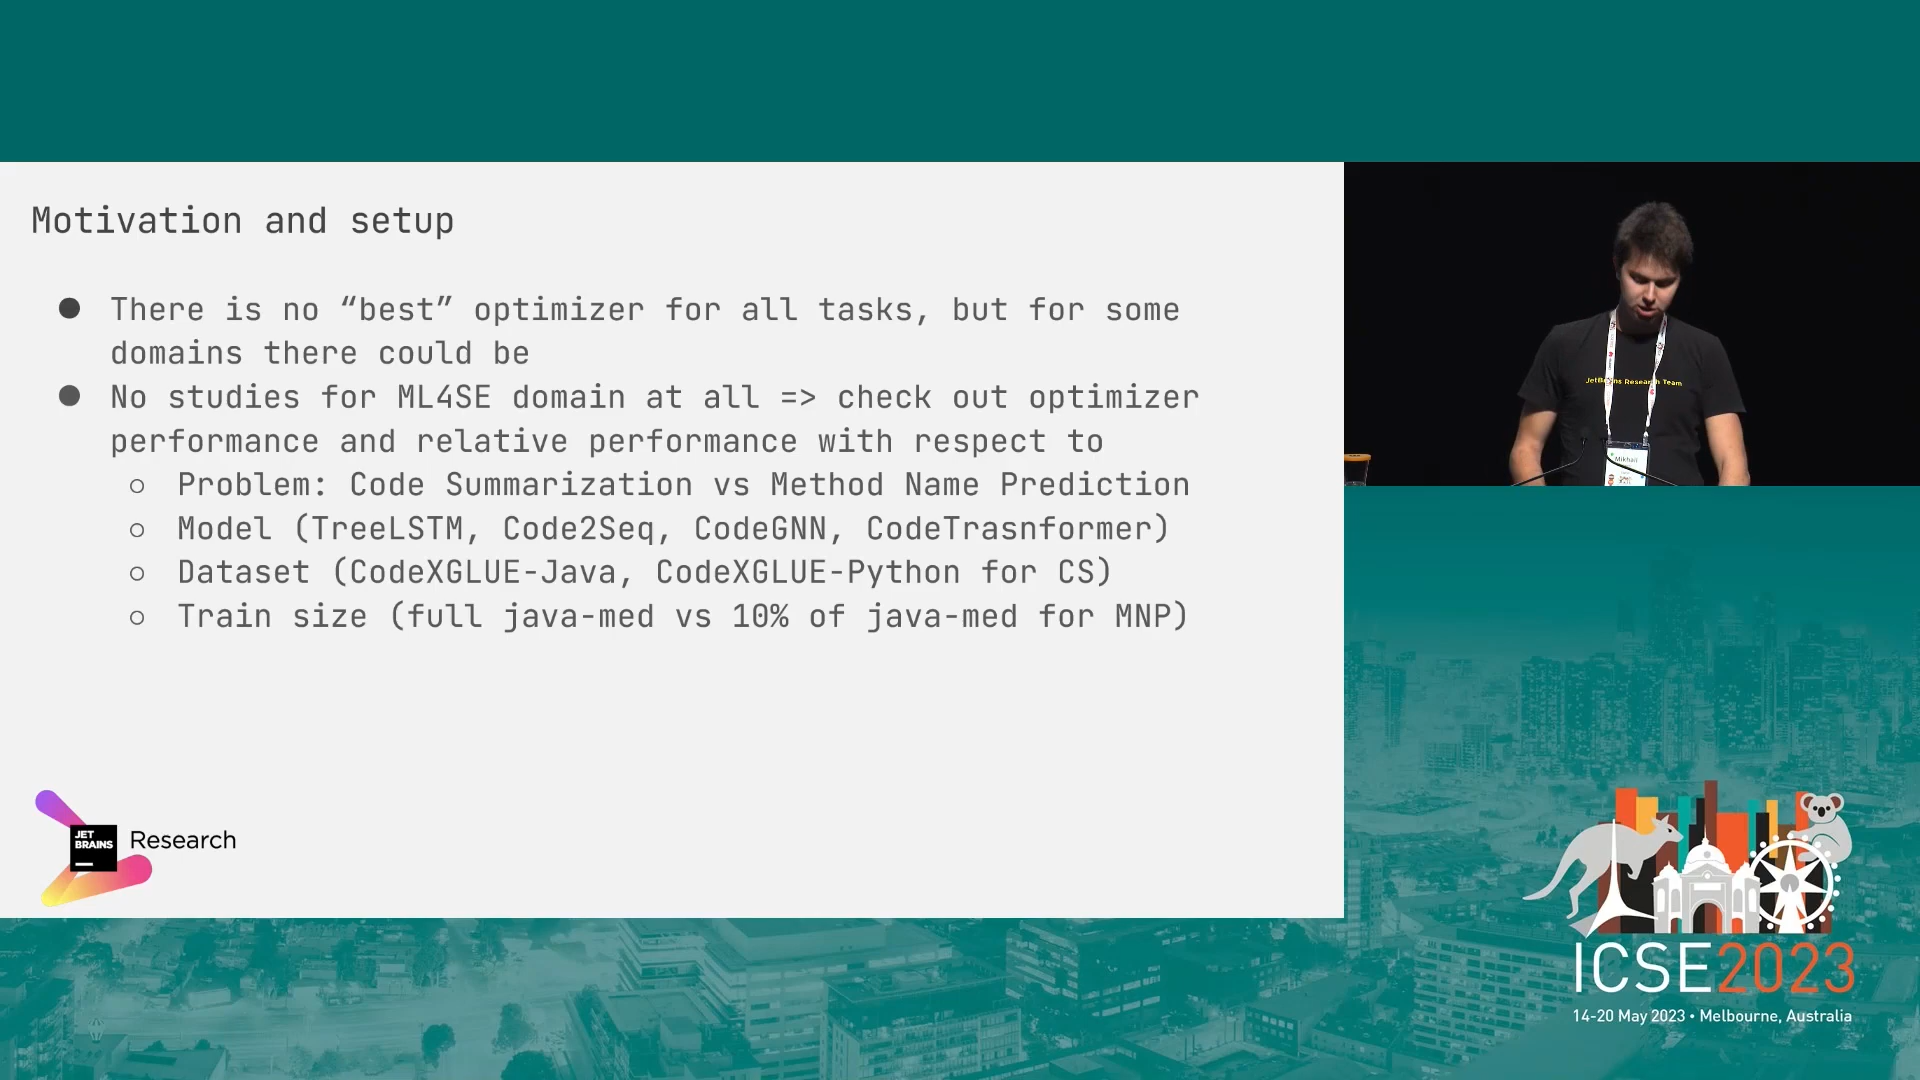 Motivation and setup
● There is no “best” optimizer for all tasks, but for some
domains there could be
● No studies for ML4SE domain at all => check out optimizer
performance and relative performance with respect to
○ Problem: Code Summarization vs Method Name Prediction
○ Model (TreeLSTM, Code2Seq, CodeGNN, CodeTrasnformer)
○ Dataset (CodeXGLUE-Java, CodeXGLUE-Python for CS)
○ Train size (full java-med vs 10% of java-med for MNP)
JET
BRAINS
Research
JetBrains Research Team
Mikhail
ICSE2023
14-20 May 2023 • Melbourne, Australia